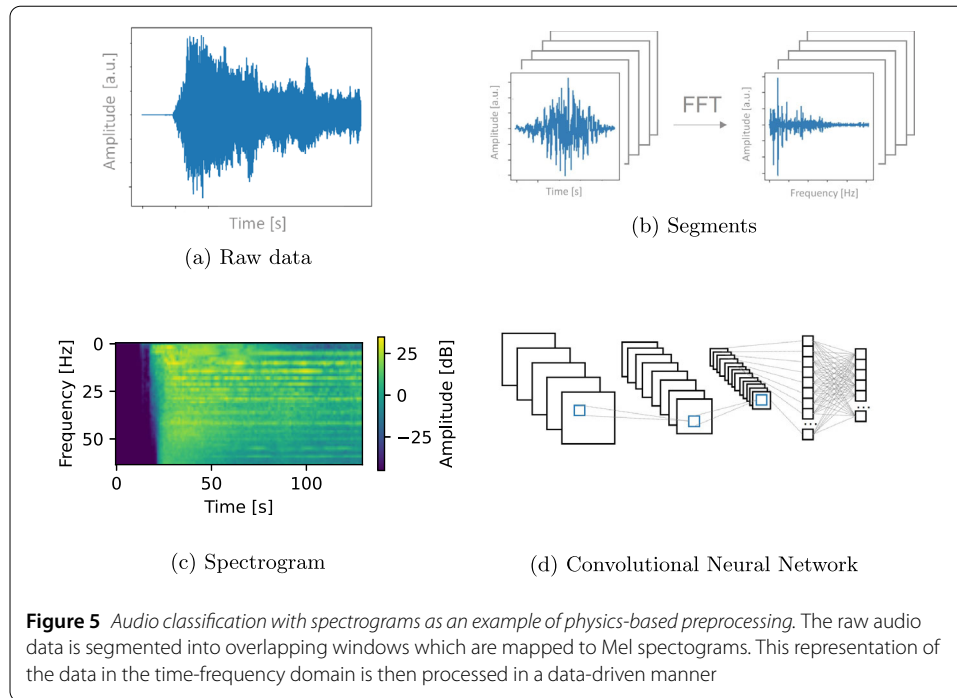 Amplitude [a.u.]
Time [s]
(a) Raw data
Amplitude [a.u.]
Time [s]
FFT
Amplitude [a.u.]
Frequency [Hz]
(b) Segments
Frequency [Hz]
0
25
50
0
50
100
Time [s]
25
0
−25
Amplitude [dB]
(c) Spectrogram
...
...
(d) Convolutional Neural Network
Figure 5 Audio classification with spectrograms as an example of physics-based preprocessing. The raw audio
data is segmented into overlapping windows which are mapped to Mel spectrograms. This representation of
the data in the time-frequency domain is then processed in a data-driven manner